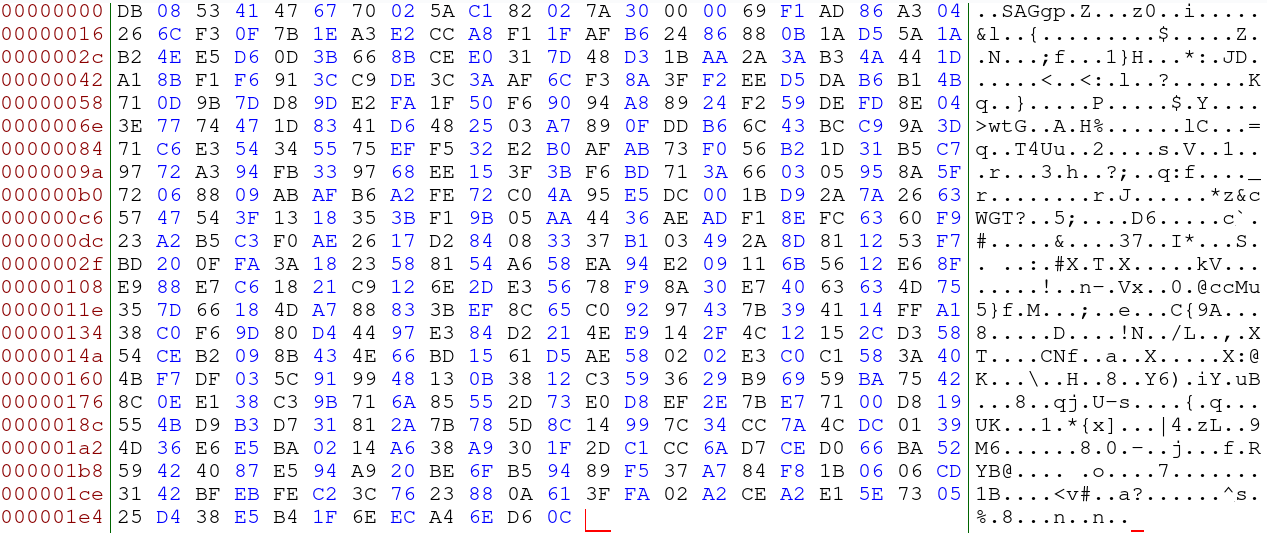 00000000 DB 08 53 41 47 67 70 02 5A C1 82 02 7A 30 00 00 69 F1 AD 86 A3 04 ..SAGgp.Z...z0..i.....
00000016 26 6C F3 0F 7B 1E A3 E2 CC A8 F1 1F AF B6 24 86 88 0B 1A D5 5A 1A &l..{.........$.....Z.
0000002c B2 4E E5 D6 0D 3B 66 8B CE E0 31 7D 48 D3 1B AA 2A 3A B3 4A 44 1D .N...;f...1}H...*:.JD.
00000042 A1 8B F1 F6 91 3C C9 DE 3C 3A AF 6C F3 8A 3F F2 EE D5 DA B6 B1 4B .....<..<:.l..?......K
00000058 71 0D 9B 7D D8 9D E2 FA 1F 50 F6 90 94 A8 89 24 F2 59 DE FD 8E 04 q..}.....P.....$.Y....
0000006e 3E 77 74 47 1D 83 41 D6 48 25 03 A7 89 0F DD B6 6C 43 BC C9 9A 3D >wtG..A.H%......lC...=
00000084 71 C6 E3 54 34 55 75 EF F5 32 E2 B0 AF AB 73 F0 56 B2 1D 31 B5 C7 q..T4Uu..2....s.V..1..
0000009a 97 72 A3 94 FB 33 97 68 EE 15 3F 3B F6 BD 71 3A 66 03 05 95 8A 5F .r...3.h..?;..q:f...._
000000b0 72 06 88 09 AB AF B6 A2 FE 72 C0 4A 95 E5 DC 00 1B D9 2A 7A 26 63 r........r.J......*z&c
000000c6 57 47 54 3F 13 18 35 3B F1 9B 05 AA 44 36 AE AD F1 8E FC 63 60 F9 WGT?..5;....D6.....c`.
000000dc 23 A2 B5 C3 F0 AE 26 17 D2 84 08 33 37 B1 03 49 2A 8D 81 12 53 F7 #.....&....37..I*...S.
0000002f BD 20 0F FA 3A 18 23 58 81 54 A6 58 EA 94 E2 09 11 6B 56 12 E6 8F . ..:.#X.T.X.....kV...
00000108 E9 88 E7 C6 18 21 C9 12 6E 2D E3 56 78 F9 8A 30 E7 40 63 63 4D 75 .....!..n-.Vx..0.@ccMu
0000011e 35 7D 66 18 4D A7 88 83 3B EF 8C 65 C0 92 97 43 7B 39 41 14 FF A1 5}f.M...;..e...C{9A...
00000134 38 C0 F6 9D 80 D4 44 97 E3 84 D2 21 4E E9 14 2F 4C 12 15 2C D3 58 8.....D....!N../L..,.X
0000014a 54 CE B2 09 8B 43 4E 66 BD 15 61 D5 AE 58 02 02 E3 C0 C1 58 3A 40 T....CNf..a..X.....X:@
00000160 4B F7 DF 03 5C 91 99 48 13 0B 38 12 C3 59 36 29 B9 69 59 BA 75 42 K...\..H..8..Y6).iY.uB
00000176 8C 0E E1 38 C3 9B 71 6A 85 55 2D 73 E0 D8 EF 2E 7B E7 71 00 D8 19 ...8..qj.U-s....{.q...
0000018c 55 4B D9 B3 D7 31 81 2A 7B 78 5D 8C 14 99 7C 34 CC 7A 4C DC 01 39 UK...1.*{x]...|4.zL..9
000001a2 4D 36 E6 E5 BA 02 14 A6 38 A9 30 1F 2D C1 CC 6A D7 CE D0 66 BA 52 M6......8.0.-..j...f.R
000001b8 59 42 40 87 E5 94 A9 20 BE 6F B5 94 89 F5 37 A7 84 F8 1B 06 06 CD YB@.... .o....7.......
000001ce 31 42 BF EB FE C2 3C 76 23 88 0A 61 3F FA 02 A2 CE A2 E1 5E 73 05 1B....<v#..a?......^s.
000001e4 25 D4 38 E5 B4 1F 6E EC A4 6E D6 0C %.8...n..n..